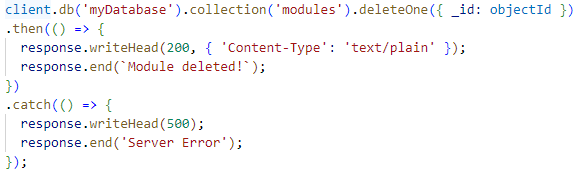 client.db('myDatabase').collection('modules').deleteOne({ _id: objectId })
.then(() => {
  response.writeHead(200, { 'Content-Type': 'text/plain' });
  response.end(`Module deleted!`);
})
.catch(() => {
  response.writeHead(500);
  response.end('Server Error');
});